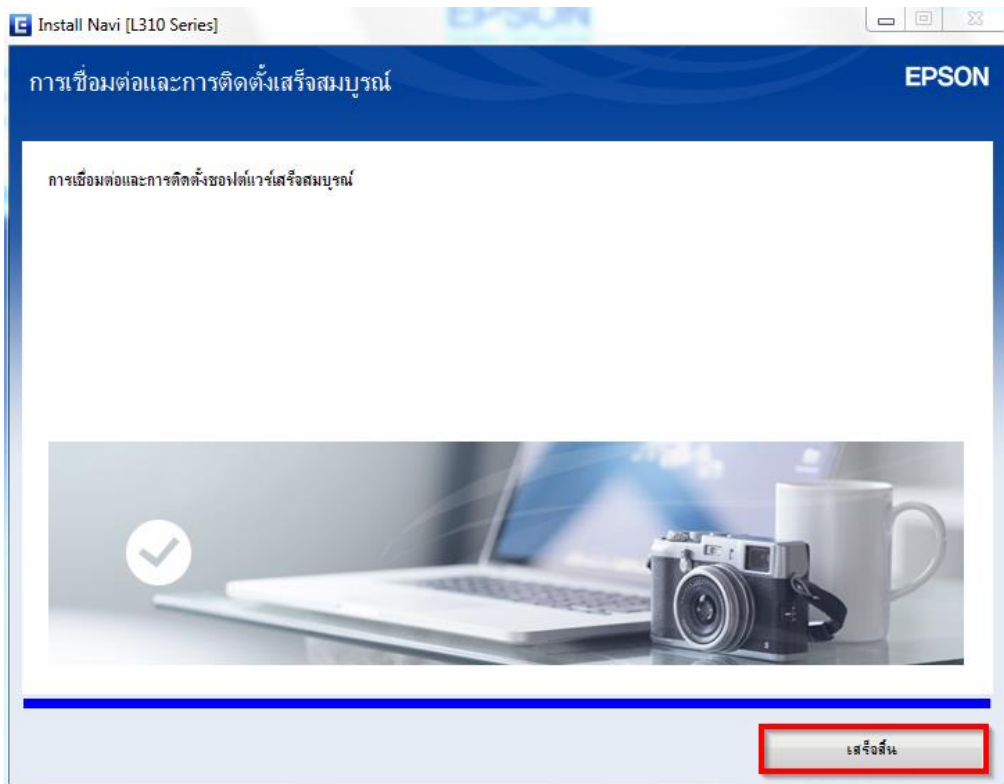 EPSON
Install Navi [L310 Series]
การเชื่อมต่อและการติดตั้งเสร็จสมบูรณ์
EPSON
การเชื่อมต่อและการติดตั้งซอฟต์แวร์เสร็จสมบูรณ์
เสร็จสิ้น